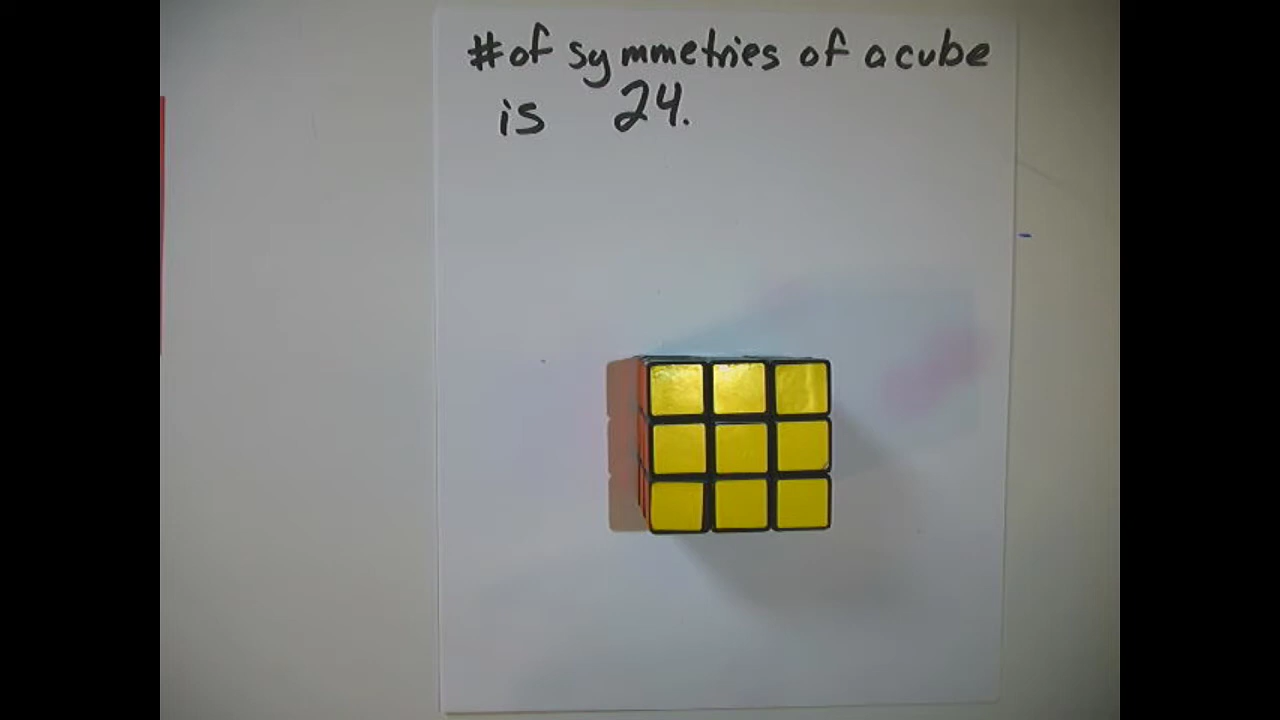 # of symmetries of a cube
is 24.